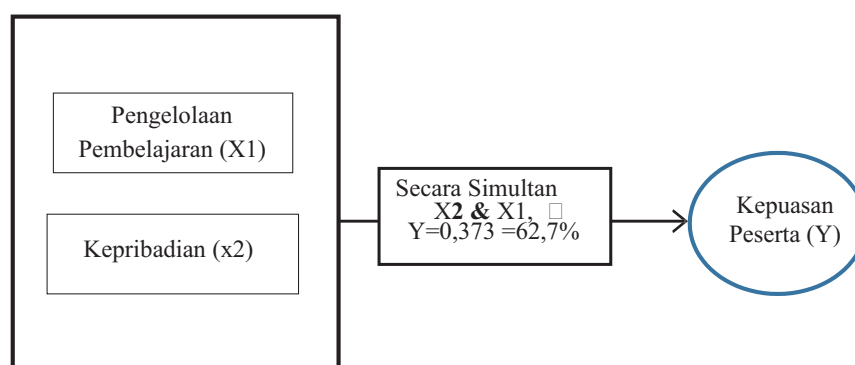 Pengelolaan
Pembelajaran (X1)
Kepribadian (x2)
Secara Simultan
X2 & X1, □
Y=0,373 =62,7%
Kepuasan
Peserta (Y)